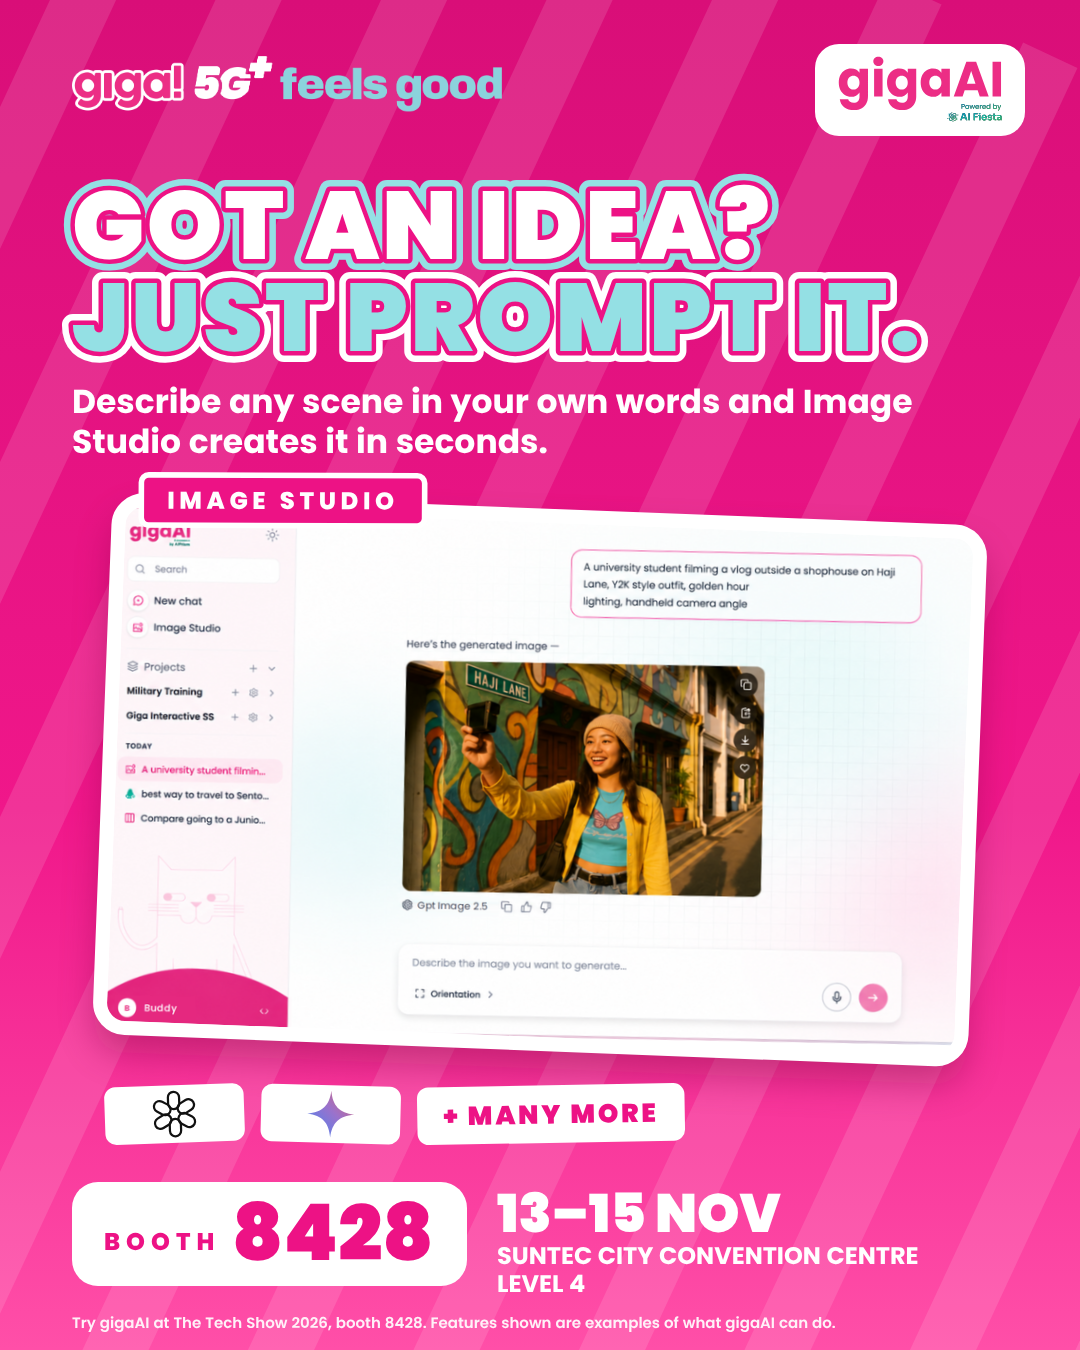 giga! 5G+ feels good
gigaAI
Powered by
AI Fiesta
GOT AN IDEA?
JUST PROMPT IT.
Describe any scene in your own words and Image
Studio creates it in seconds.
IMAGE STUDIO
gigaAI
Search
New chat
Image Studio
Projects
Military Training
Giga Interactive SS
TODAY
A university student filmin...
best way to travel to Sento...
Compare going to a Junio...
B Buddy
A university student filming a vlog outside a shophouse on Haji
Lane, Y2K style outfit, golden hour
lighting, handheld camera angle
Here's the generated image —
HAJI LANE
Gpt Image 2.5
Describe the image you want to generate...
Orientation
+ MANY MORE
BOOTH 8428
13–15 NOV
SUNTEC CITY CONVENTION CENTRE
LEVEL 4
Try gigaAI at The Tech Show 2026, booth 8428. Features shown are examples of what gigaAI can do.